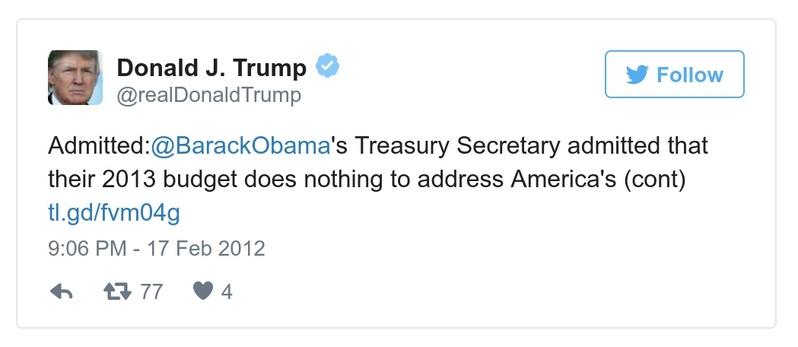 Donald J. Trump
@realDonaldTrump
Follow
Admitted:@BarackObama's Treasury Secretary admitted that
their 2013 budget does nothing to address America's (cont)
tl.gd/fvm04g
9:06 PM - 17 Feb 2012
77 4